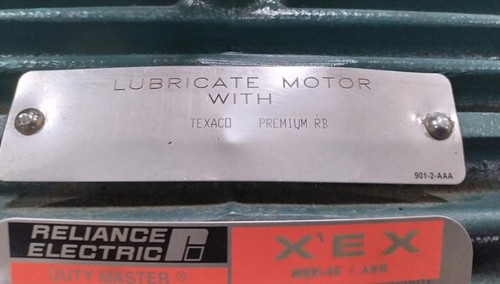 LUBRICATE MOTOR
WITH
TEXACO PREMIUM RB
901-2-AAA
RELIANCE
ELECTRIC
X'EX
DUTY MASTER ®